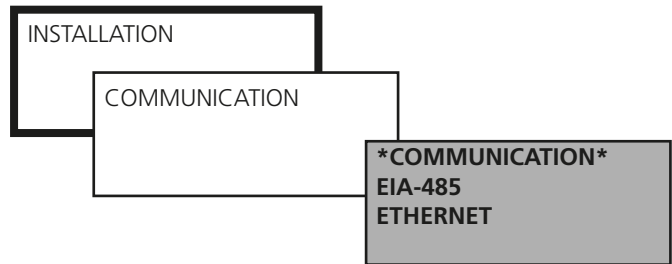 INSTALLATION
COMMUNICATION
*COMMUNICATION*
EIA-485
ETHERNET